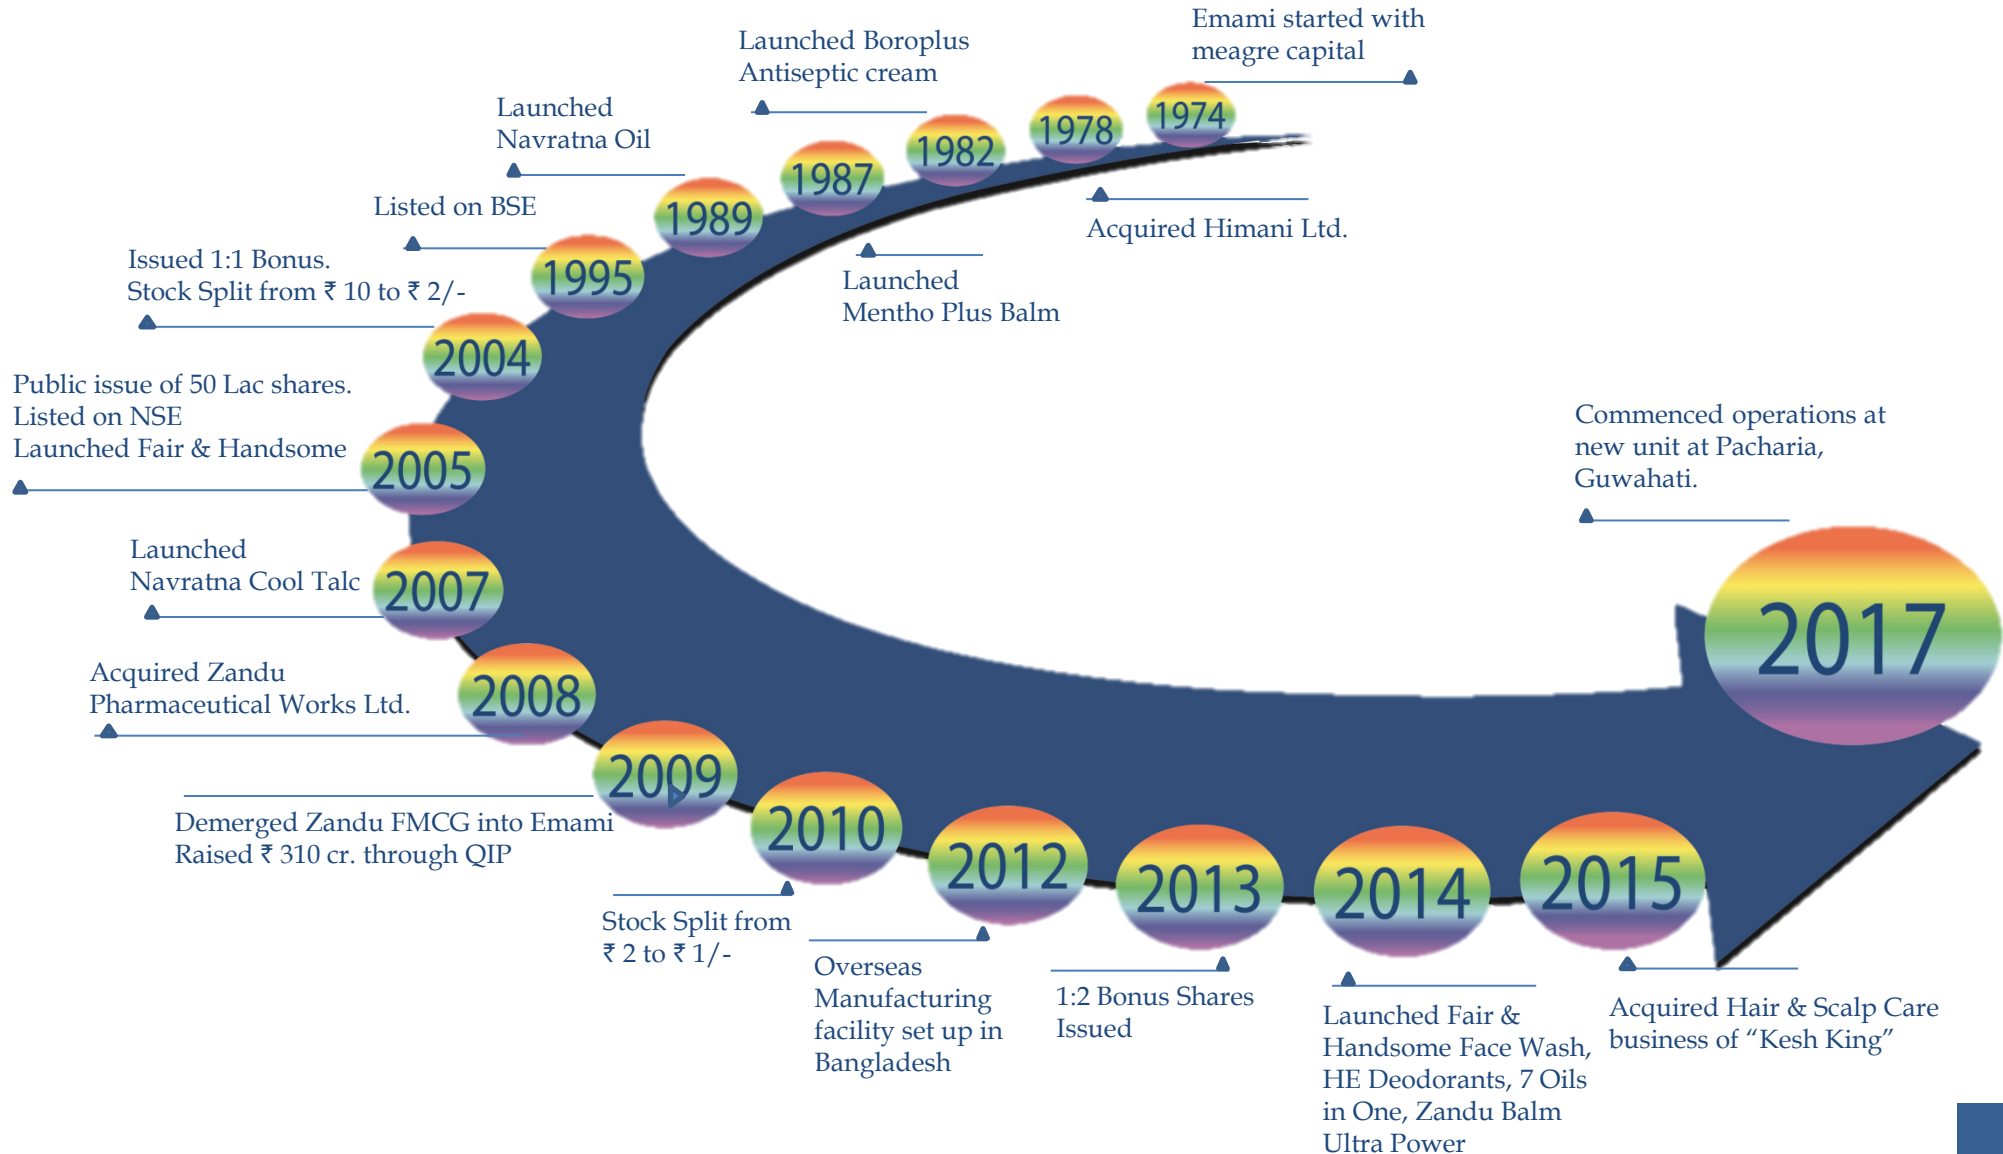 Emami started with
meagre capital
1974
1978
Acquired Himani Ltd.
Launched Boroplus
Antiseptic cream
1982
1987
Launched
Mentho Plus Balm
Launched
Navratna Oil
1989
Listed on BSE
1995
Issued 1:1 Bonus.
Stock Split from ₹ 10 to ₹ 2/-
2004
Public issue of 50 Lac shares.
Listed on NSE
Launched Fair & Handsome
2005
Launched
Navratna Cool Talc
2007
Acquired Zandu
Pharmaceutical Works Ltd.
2008
2009
Demerged Zandu FMCG into Emami
Raised ₹ 310 cr. through QIP
2010
Stock Split from
₹ 2 to ₹ 1/-
2012
Overseas
Manufacturing
facility set up in
Bangladesh
2013
1:2 Bonus Shares
Issued
2014
Launched Fair &
Handsome Face Wash,
HE Deodorants, 7 Oils
in One, Zandu Balm
Ultra Power
2015
Acquired Hair & Scalp Care
business of “Kesh King”
Commenced operations at
new unit at Pacharia,
Guwahati.
2017